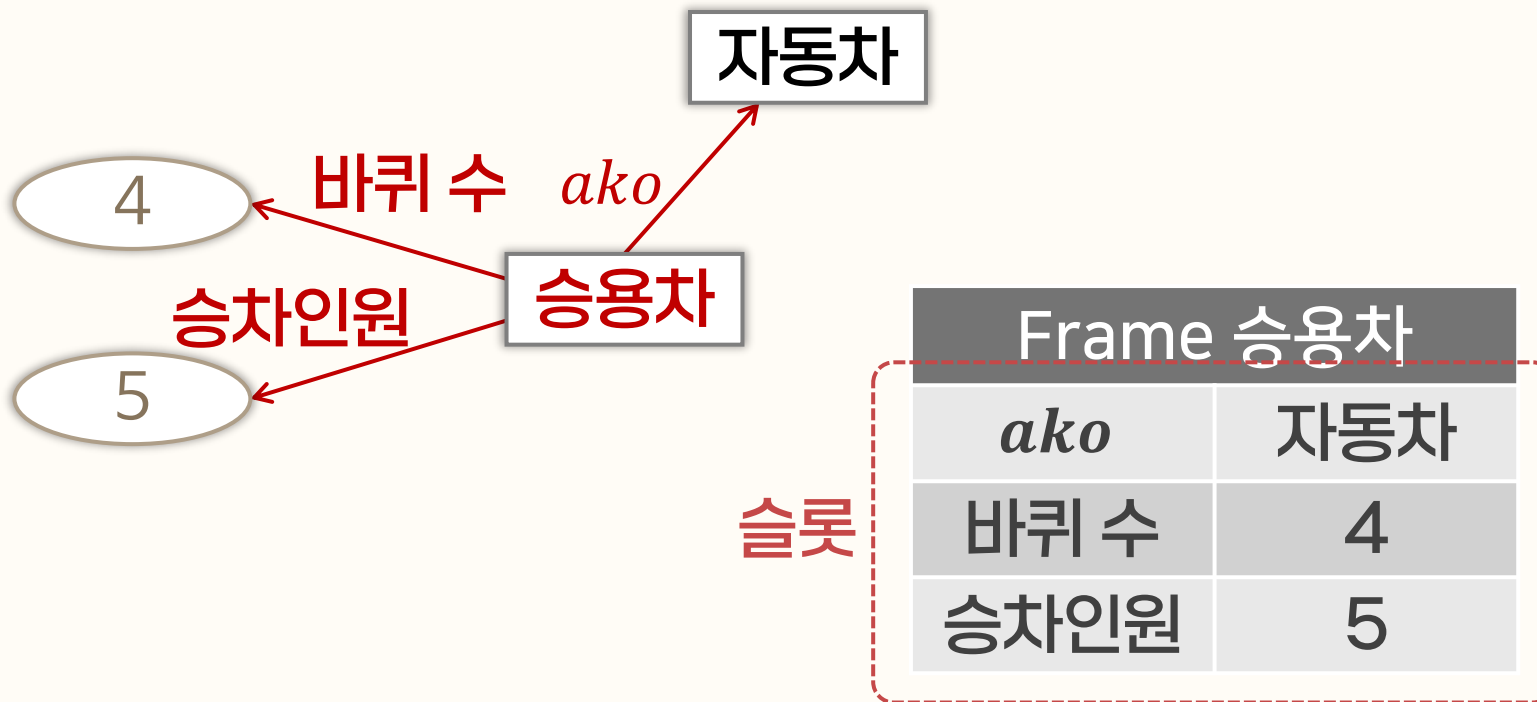 자동차
4
바퀴 수
ako
승용차
승차인원
5
Frame 승용차
ako 자동차
슬롯
바퀴 수 4
승차인원 5